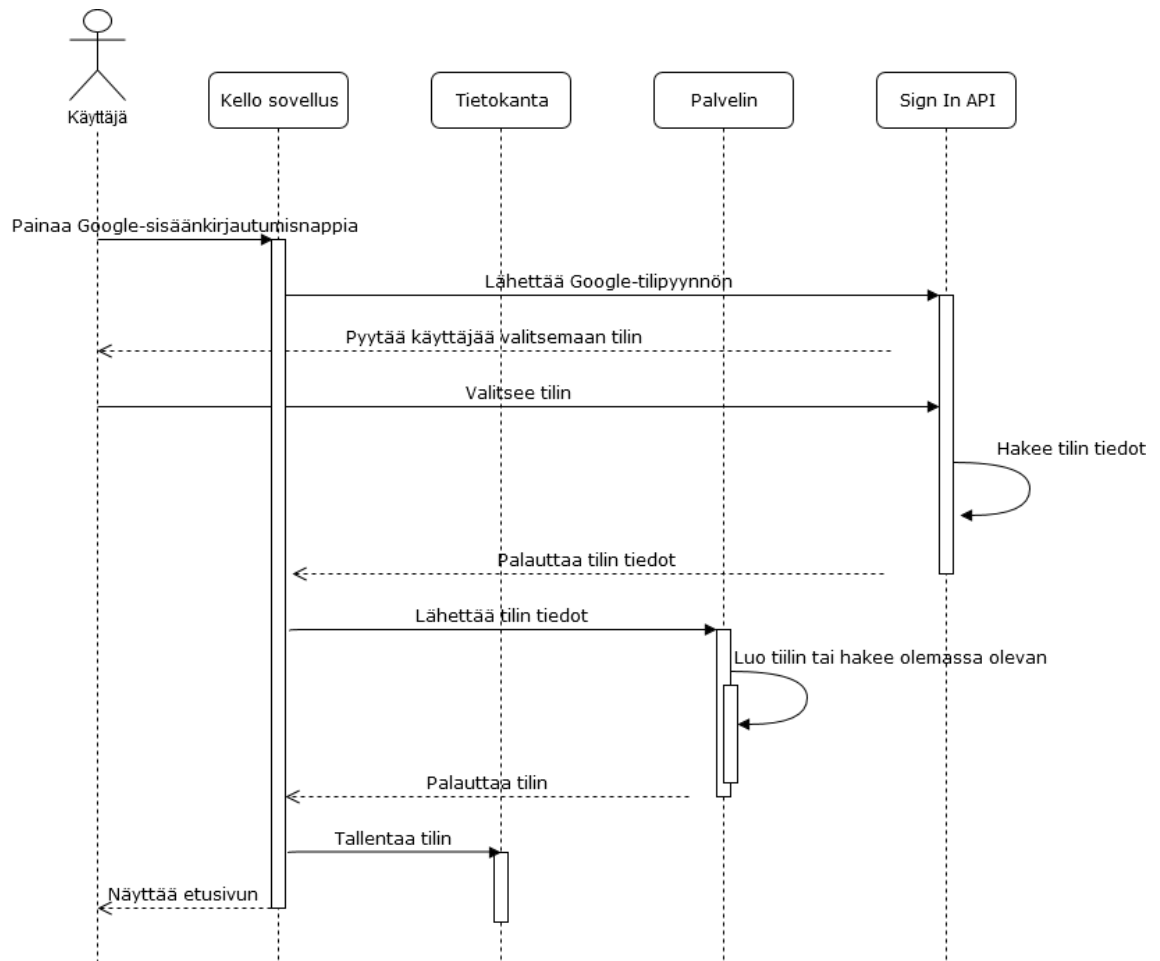 Käyttäjä
Kello sovellus
Tietokanta
Palvelin
Sign In API
Painaa Google-sisäänkirjautumisnappia
Lähettää Google-tilipyynnön
Pyytää käyttäjää valitsemaan tilin
Valitsee tilin
Hakee tilin tiedot
Palauttaa tilin tiedot
Lähettää tilin tiedot
Luo tiilin tai hakee olemassa olevan
Palauttaa tilin
Tallentaa tilin
Näyttää etusivun